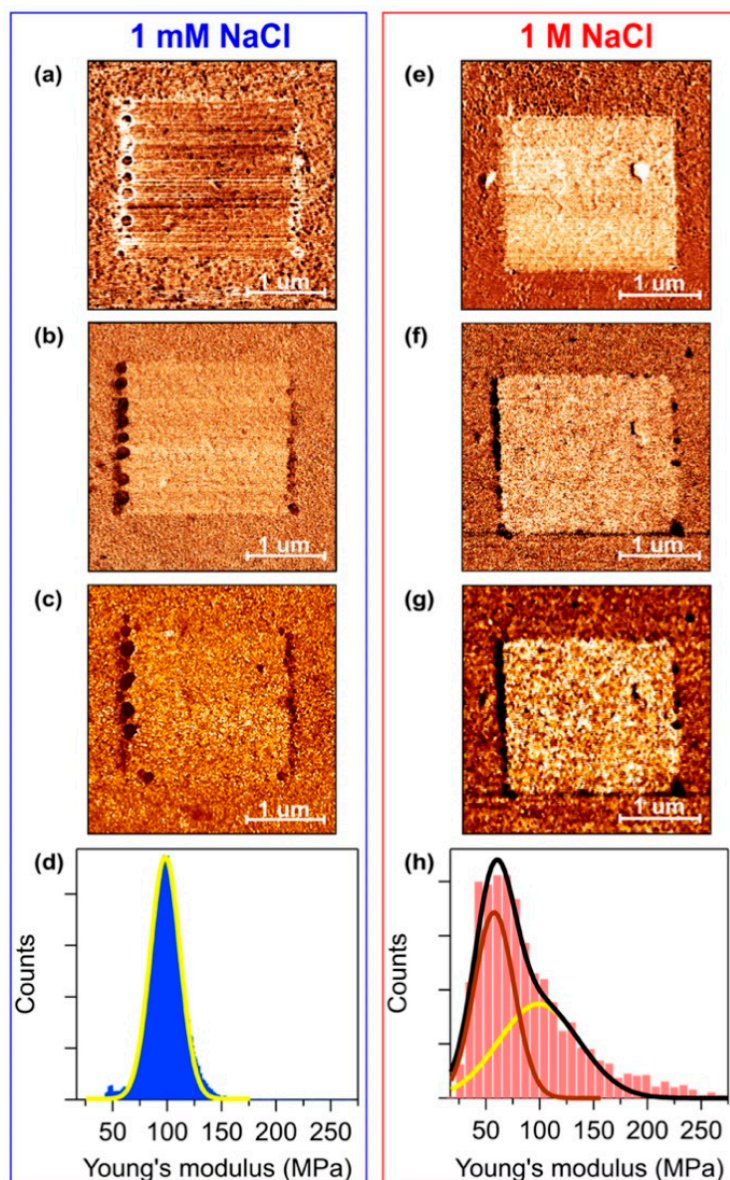 1 mM NaCl
(a)
1 um
(b)
1 um
(c)
1 um
(d)
Counts
50 100 150 200 250
Young's modulus (MPa)
1 M NaCl
(e)
1 um
(f)
1 um
(g)
1 um
(h)
Counts
50 100 150 200 250
Young's modulus (MPa)